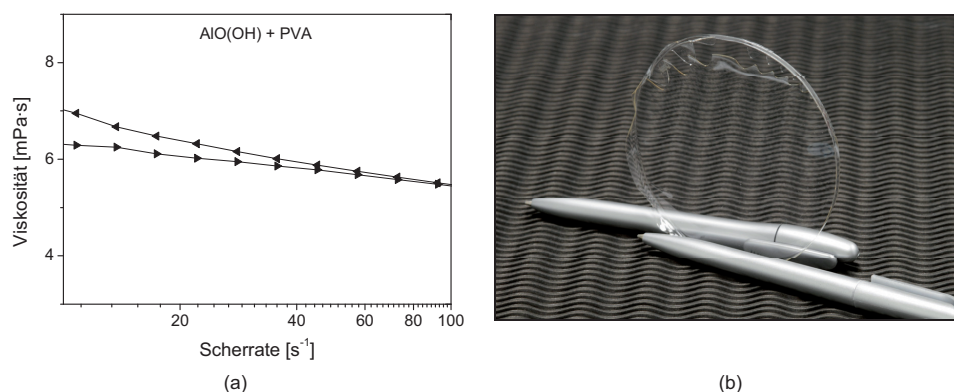 AlO(OH) + PVA
8
6
4
Viskosität [mPa·s]
20
40
60
80
100
Scherrate [s⁻¹]
(a)
(b)